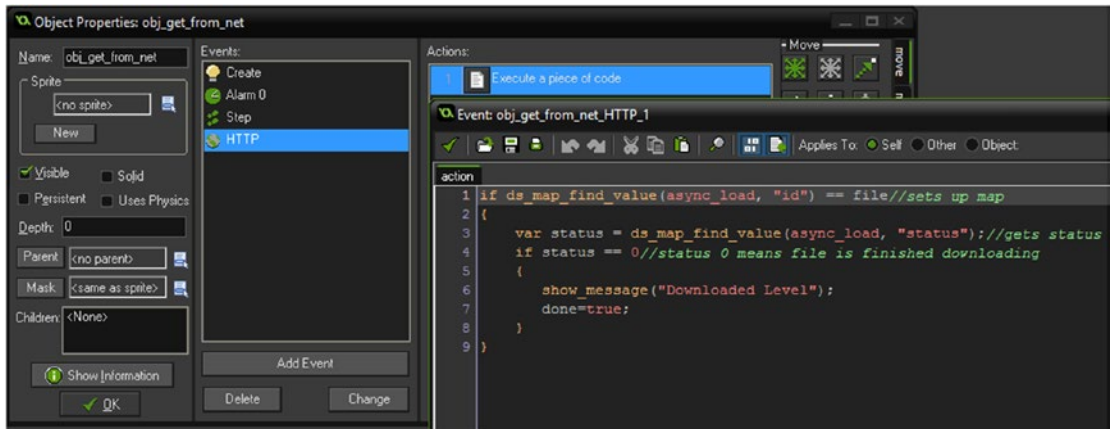 Object Properties: obj_get_from_net
Name: obj_get_from_net
Sprite
<no sprite>
New
Visible
Solid
Persistent
Uses Physics
Depth: 0
Parent <no parent>
Mask <same as sprite>
Children: <None>
Show Information
OK
Events:
Create
Alarm 0
Step
HTTP
Add Event
Delete
Change
Actions:
1 Execute a piece of code
Move
move
Event: obj_get_from_net_HTTP_1
Applies To: Self Other Object:
action
1 if ds_map_find_value(async_load, "id") == file//sets up map
2 {
3 var status = ds_map_find_value(async_load, "status");//gets status
4 if status == 0//status 0 means file is finished downloading
5 {
6 show_message("Downloaded Level");
7 done=true;
8 }
9 }